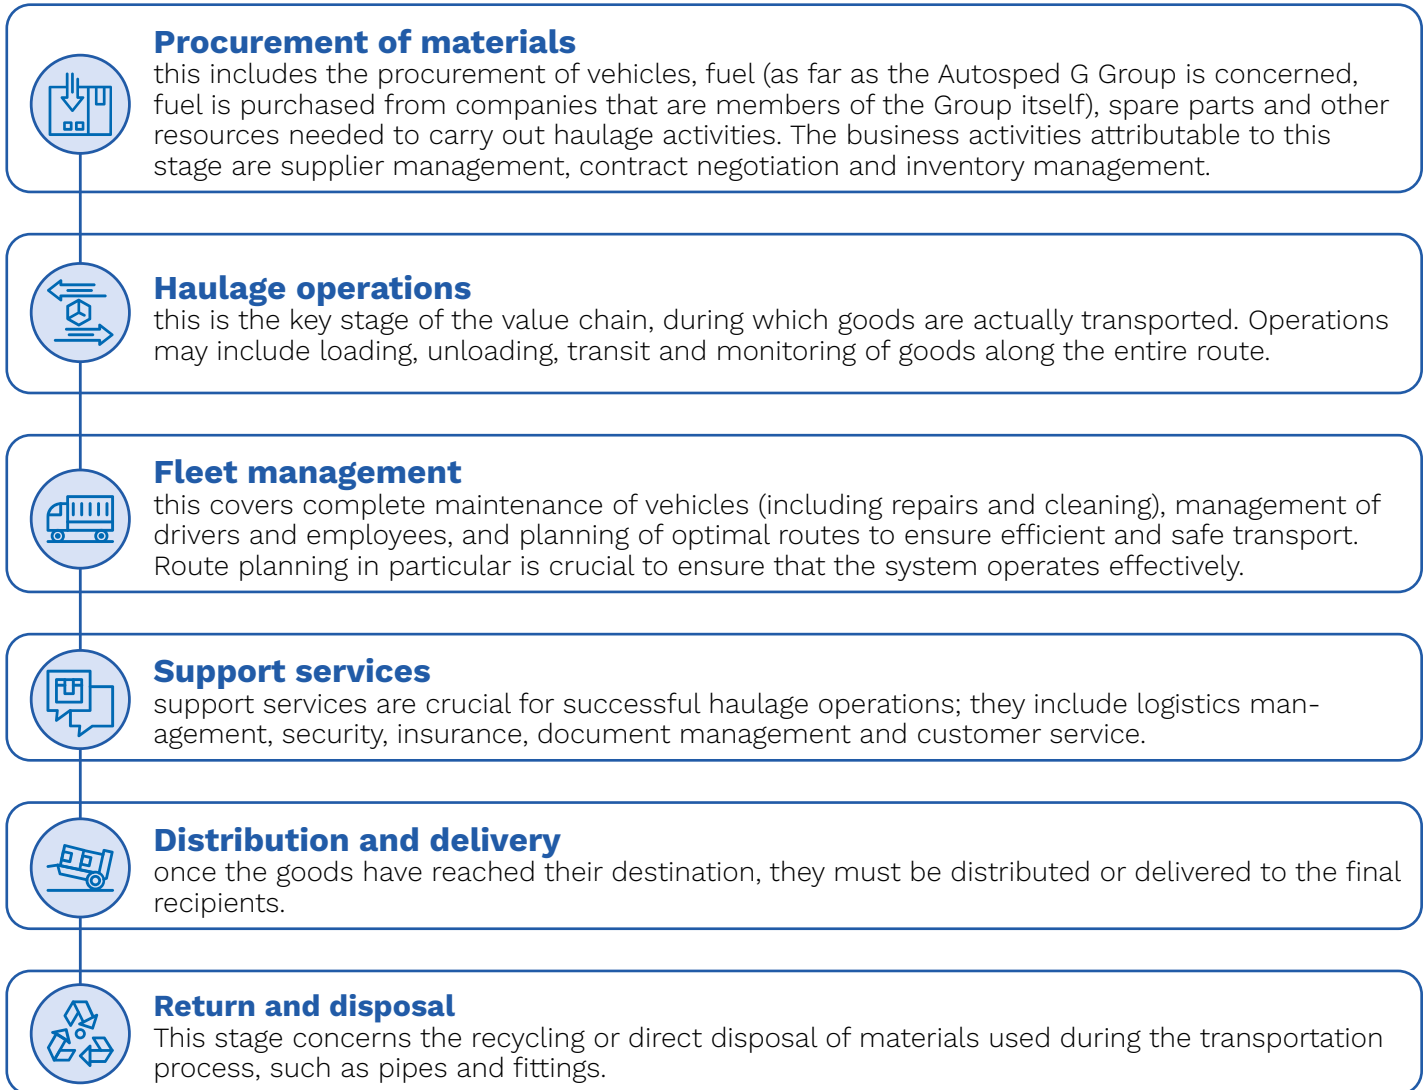 Procurement of materials
this includes the procurement of vehicles, fuel (as far as the Autosped G Group is concerned,
fuel is purchased from companies that are members of the Group itself), spare parts and other
resources needed to carry out haulage activities. The business activities attributable to this
stage are supplier management, contract negotiation and inventory management.
Haulage operations
this is the key stage of the value chain, during which goods are actually transported. Operations
may include loading, unloading, transit and monitoring of goods along the entire route.
Fleet management
this covers complete maintenance of vehicles (including repairs and cleaning), management of
drivers and employees, and planning of optimal routes to ensure efficient and safe transport.
Route planning in particular is crucial to ensure that the system operates effectively.
Support services
support services are crucial for successful haulage operations; they include logistics man-
agement, security, insurance, document management and customer service.
Distribution and delivery
once the goods have reached their destination, they must be distributed or delivered to the final
recipients.
Return and disposal
This stage concerns the recycling or direct disposal of materials used during the transportation
process, such as pipes and fittings.